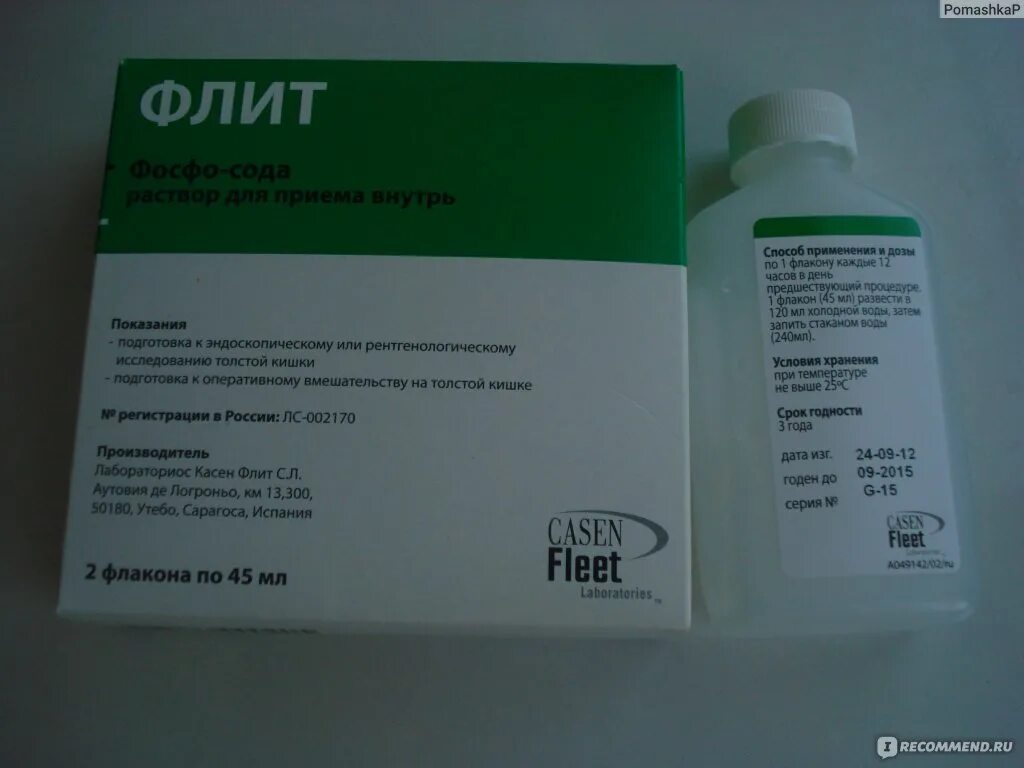 PomashkaP
ФЛИТ
Фосфо-сода
раствор для приема внутрь
Показания
- подготовка к эндоскопическому или рентгенологическому
исследованию толстой кишки
- подготовка к оперативному вмешательству на толстой кишке
№ регистрации в России: ЛС-002170
Производитель
Лабораториос Касен Флит С.Л.
Аутовия де Логроньо, км 13,300,
50180, Утебо, Сарагоса, Испания
2 флакона по 45 мл
CASEN
Fleet
Laboratories
Способ применения и дозы
по 1 флакону каждые 12
часов в день
предшествующий процедуре.
1 флакон (45 мл) развести в
120 мл холодной воды, затем
запить стаканом воды
(240мл).
Условия хранения
при температуре
не выше 25ºC
Срок годности
3 года
дата изг. 24-09-12
годен до 09-2015
серия № G-15
CASEN
Fleet
Laboratories
A049142/02/ru
IRECOMMEND.RU